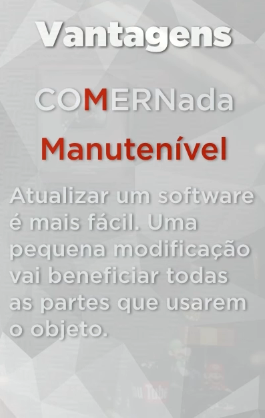 Vantagens
COMERNada
Manutenível
Atualizar um software
é mais fácil. Uma
pequena modificação
vai beneficiar todas
as partes que usarem
o objeto.